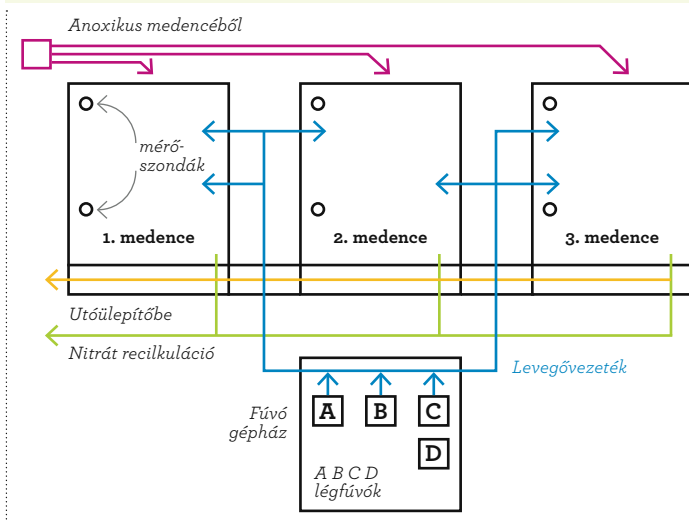 Anoxikus medencéből
mérő-
szondák
1. medence
2. medence
3. medence
Utóülepítőbe
Nitrát recilkuláció
Levegővezeték
Fúvó
gépház
A
B
C
D
A B C D
légfúvók